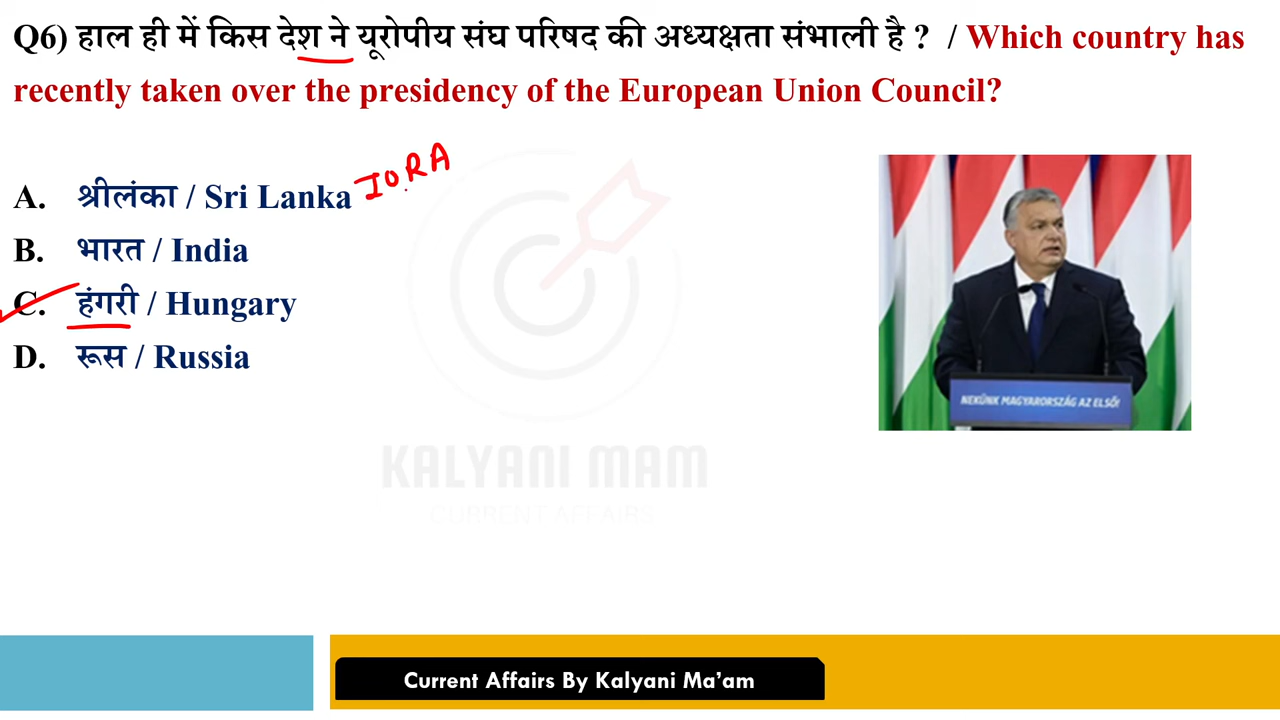 Q6) हाल ही में किस देश ने यूरोपीय संघ परिषद की अध्यक्षता संभाली है ? / Which country has
recently taken over the presidency of the European Union Council?
A. श्रीलंका / Sri Lanka IORA
B. भारत / India
C. हंगरी / Hungary
D. रूस / Russia
NEKÜNK MAGYARORSZÁG AZ ELSŐ!
KALYANI MAM
CURRENT AFFAIRS
Current Affairs By Kalyani Ma’am